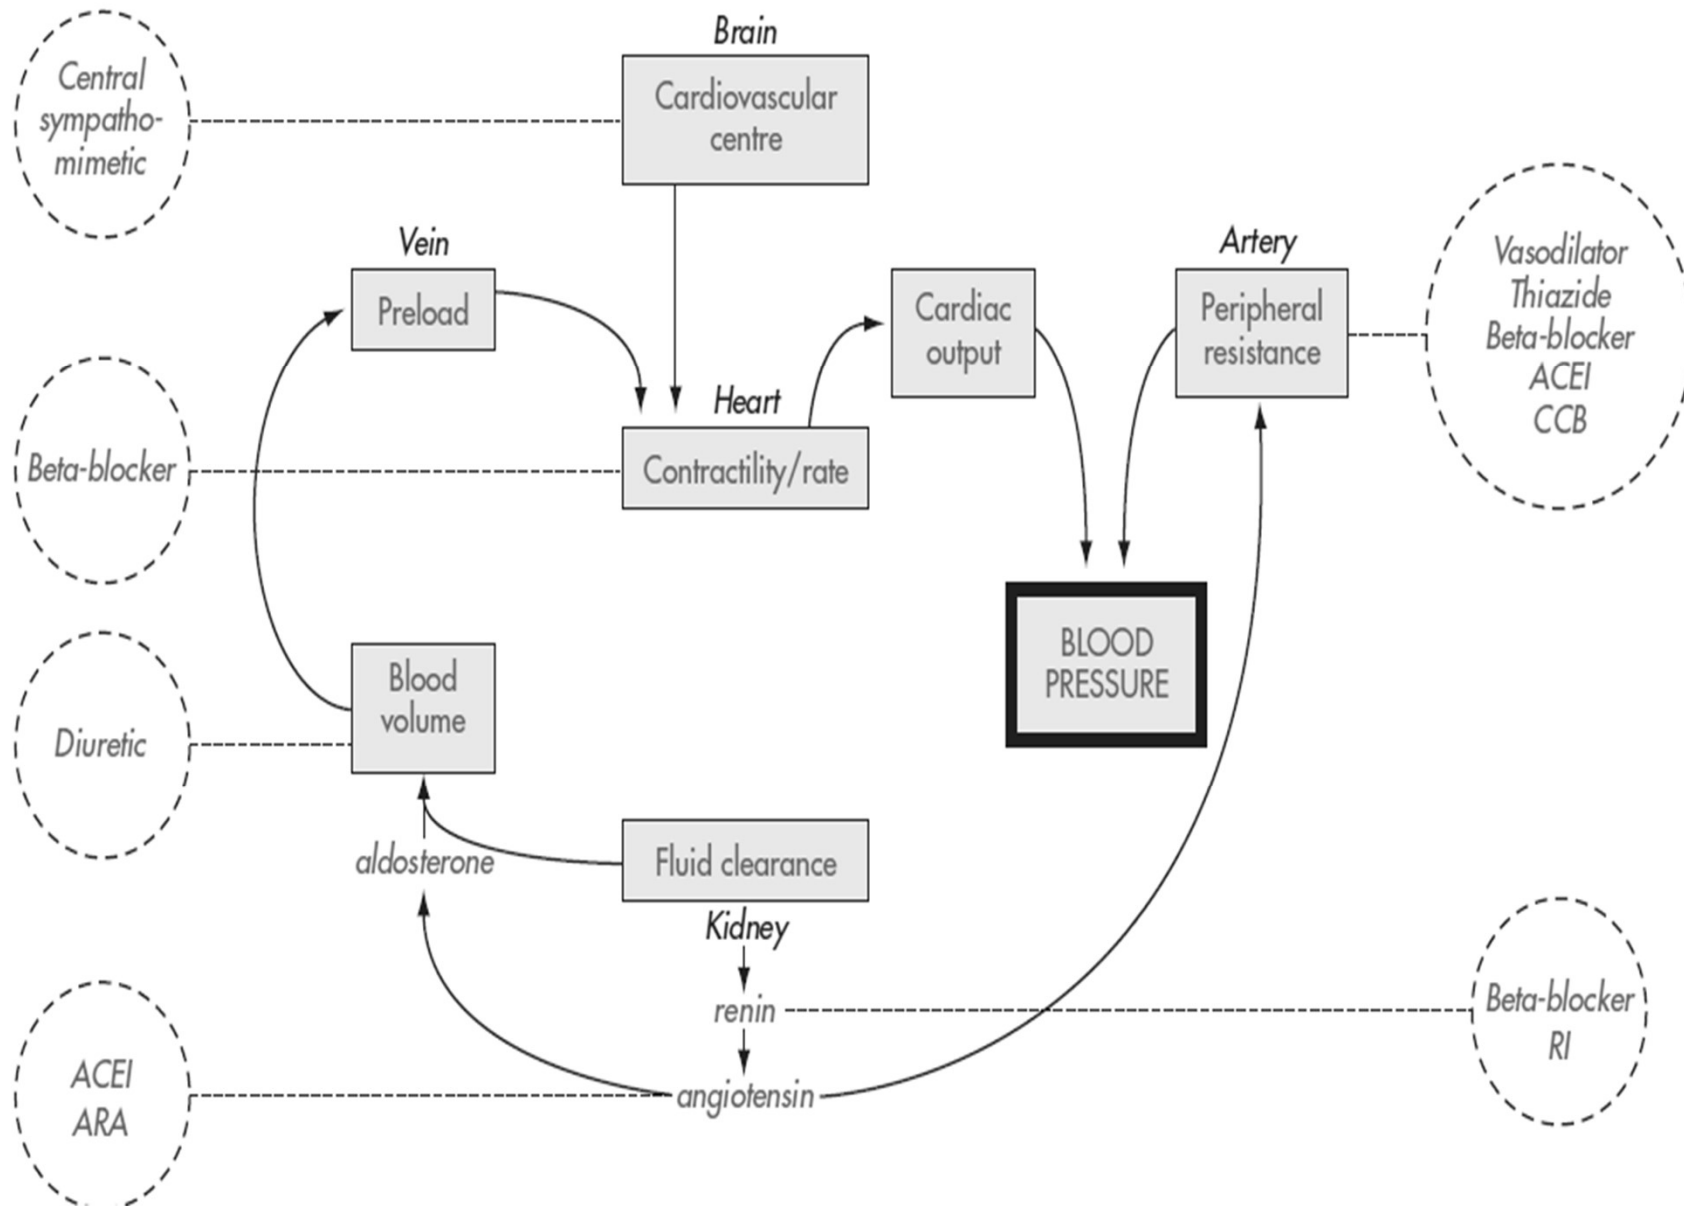 Brain
Central
sympatho-
mimetic
Cardiovascular
centre
Vein
Preload
Artery
Cardiac
output
Peripheral
resistance
Vasodilator
Thiazide
Beta-blocker
ACEI
CCB
Heart
Contractility/rate
Beta-blocker
BLOOD
PRESSURE
Blood
volume
Diuretic
aldosterone
Fluid clearance
Kidney
renin
Beta-blocker
RI
angiotensin
ACEI
ARA